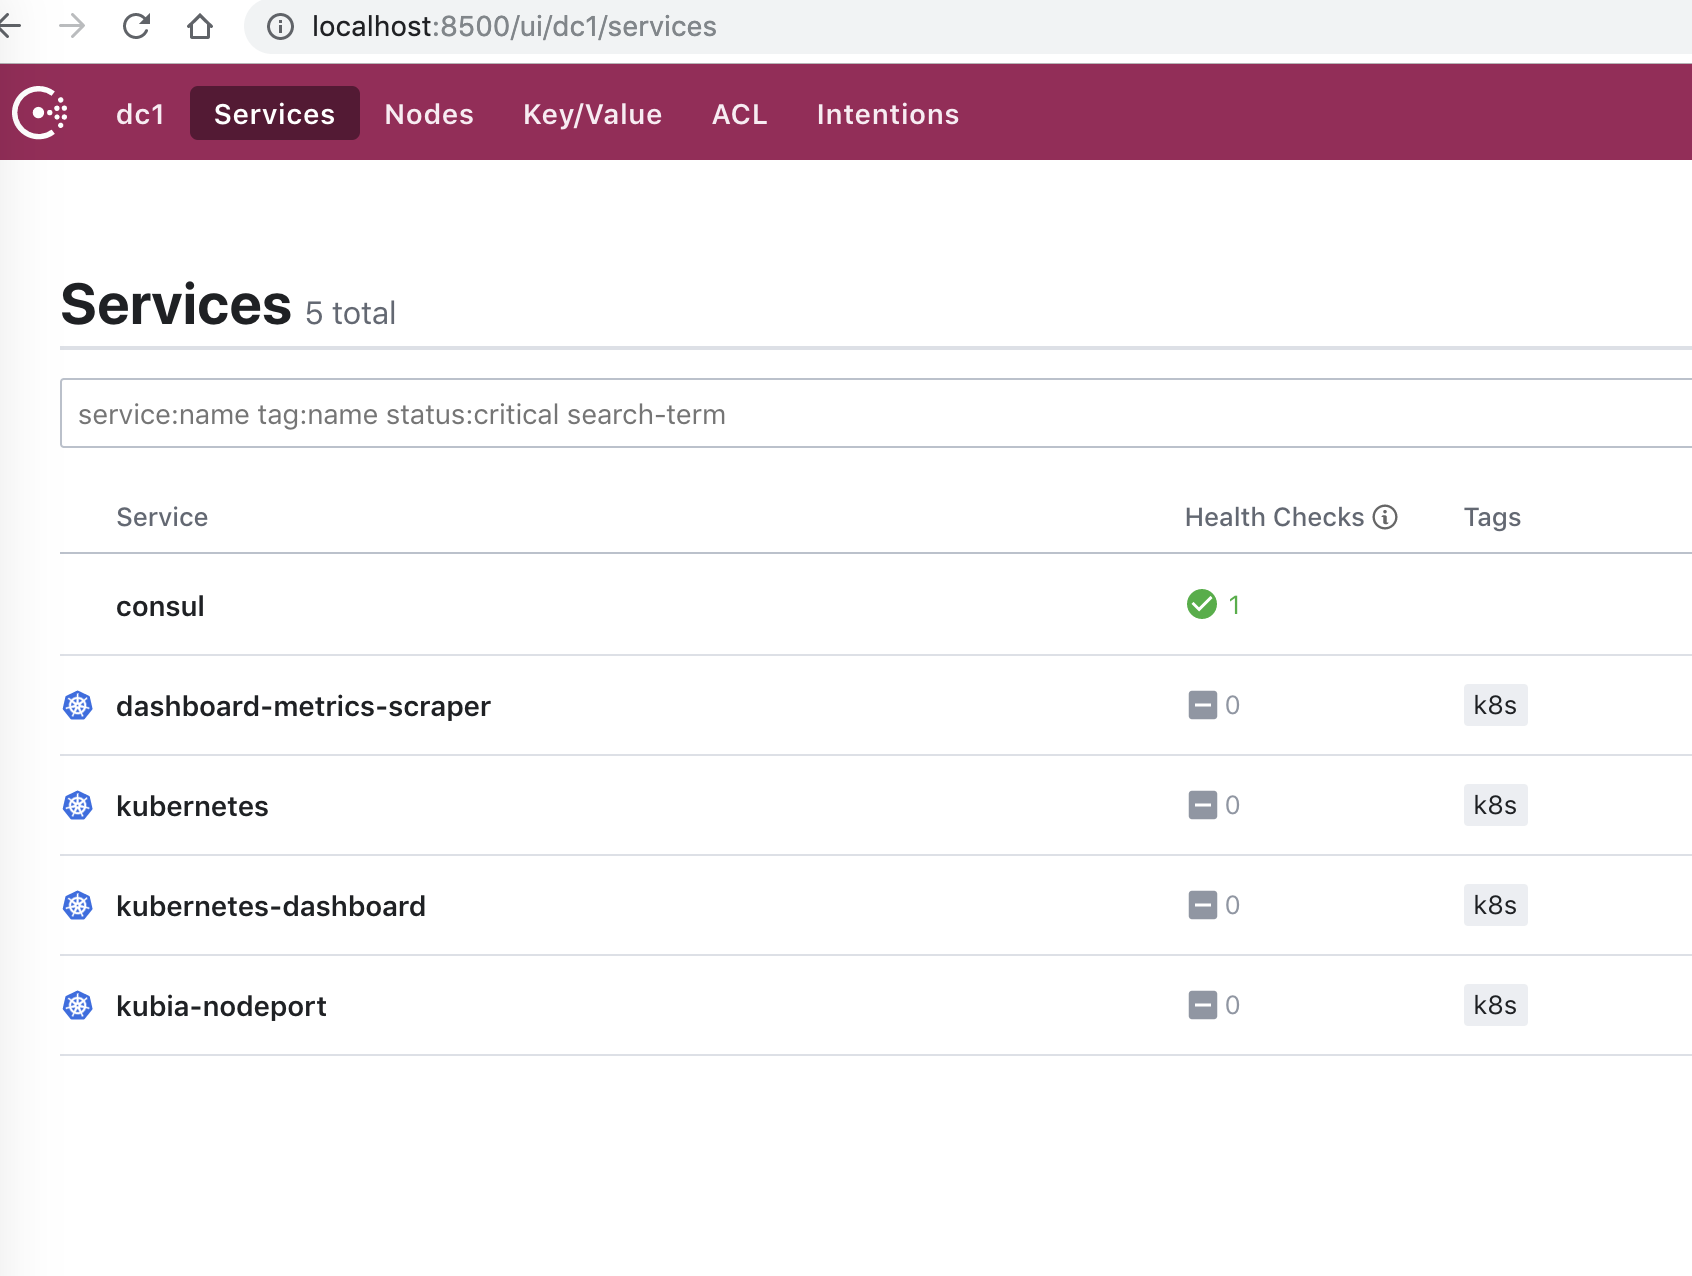 localhost:8500/ui/dc1/services
dc1 Services Nodes Key/Value ACL Intentions
Services 5 total
service:name tag:name status:critical search-term
Service Health Checks Tags
consul 1
dashboard-metrics-scraper 0 k8s
kubernetes 0 k8s
kubernetes-dashboard 0 k8s
kubia-nodeport 0 k8s